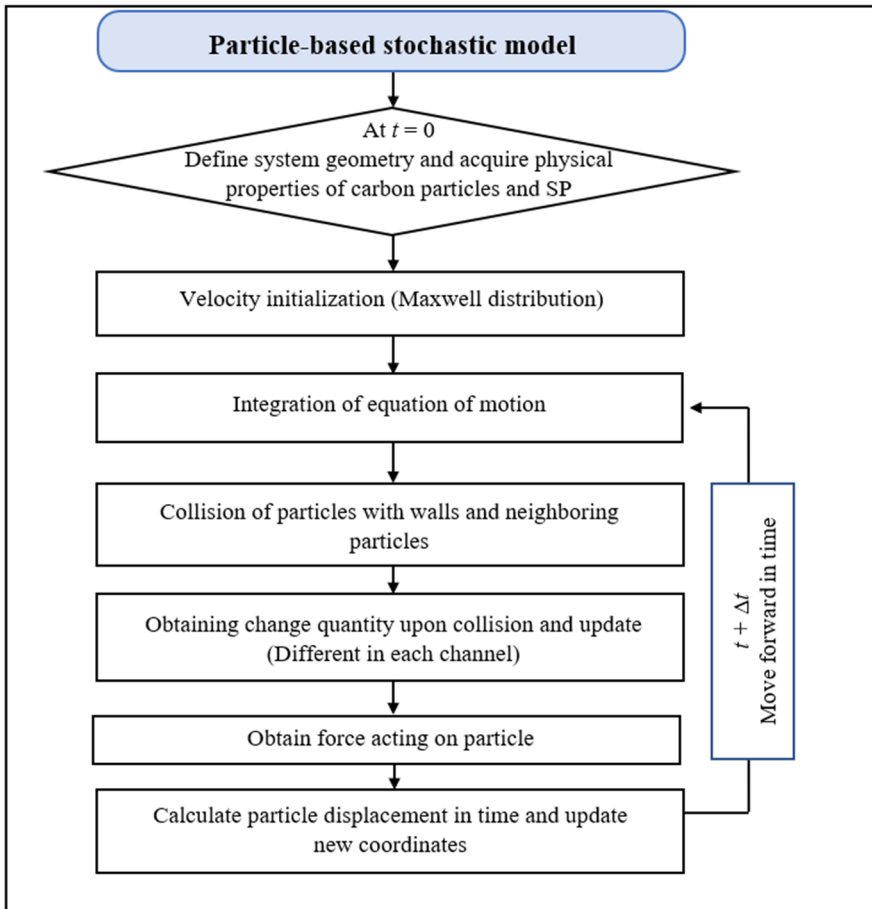 Particle-based stochastic model
At t = 0
Define system geometry and acquire physical
properties of carbon particles and SP
Velocity initialization (Maxwell distribution)
Integration of equation of motion
Collision of particles with walls and neighboring
particles
Obtaining change quantity upon collision and update
(Different in each channel)
Obtain force acting on particle
Calculate particle displacement in time and update
new coordinates
t + Δt
Move forward in time